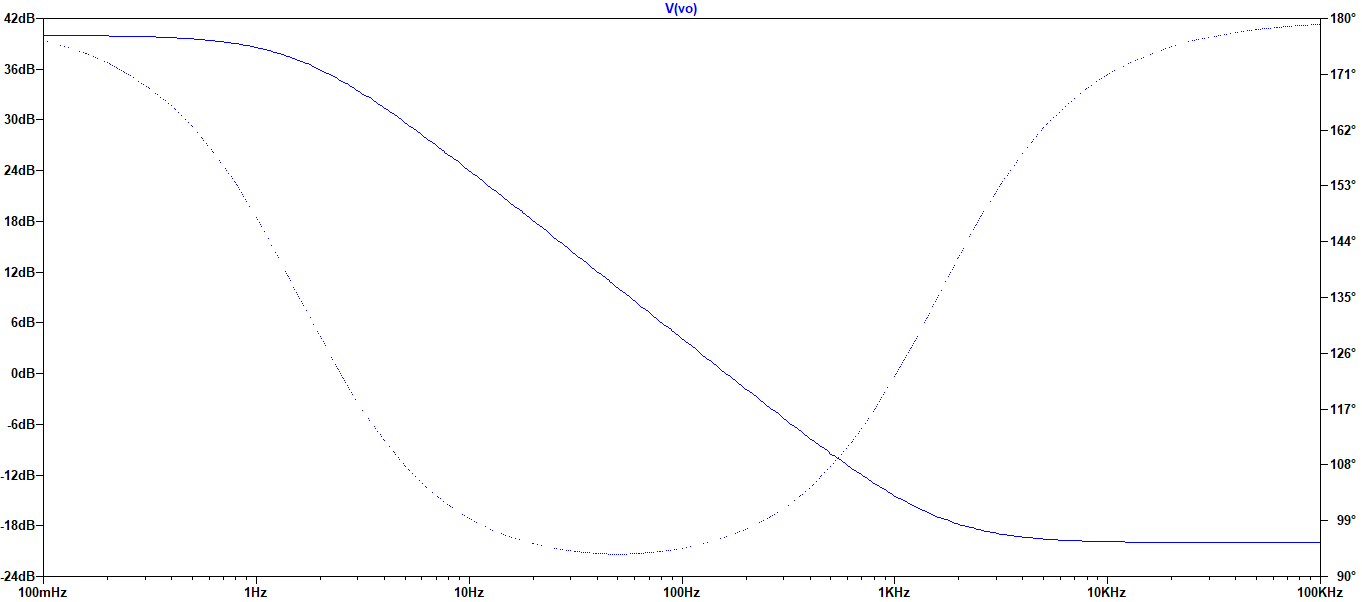 V(vo)
42dB
36dB
30dB
24dB
18dB
12dB
6dB
0dB
-6dB
-12dB
-18dB
-24dB
180°
171°
162°
153°
144°
135°
126°
117°
108°
99°
90°
100mHz 1Hz 10Hz 100Hz 1KHz 10KHz 100KHz